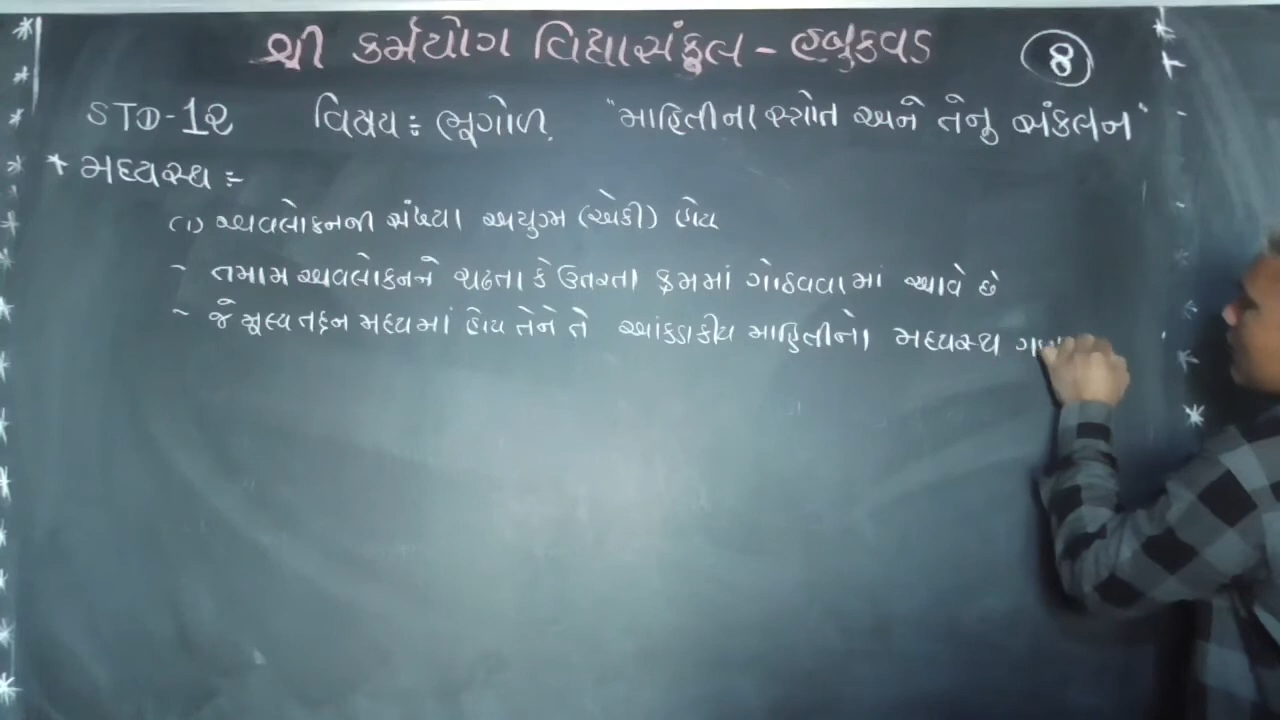 શ્રી કર્મયોગ વિદ્યાસંકુલ - હબુકવડ 8
STD-12 વિષય :- ભૂગોળ. "માહિતીના સ્ત્રોત અને તેનુ સંકલન"
* મધ્યસ્થ :-
(1) અવલોકનની સંખ્યા અયુગ્મ (એકી) હોય
- તમામ અવલોકનને ચઢતા કે ઉતરતા ક્રમમાં ગોઠવવામાં આવે છે
- જે મૂલ્ય તદ્દન મધ્યમાં હોય તેને તે આંકડાકીય માહિતીનો મધ્યસ્થ